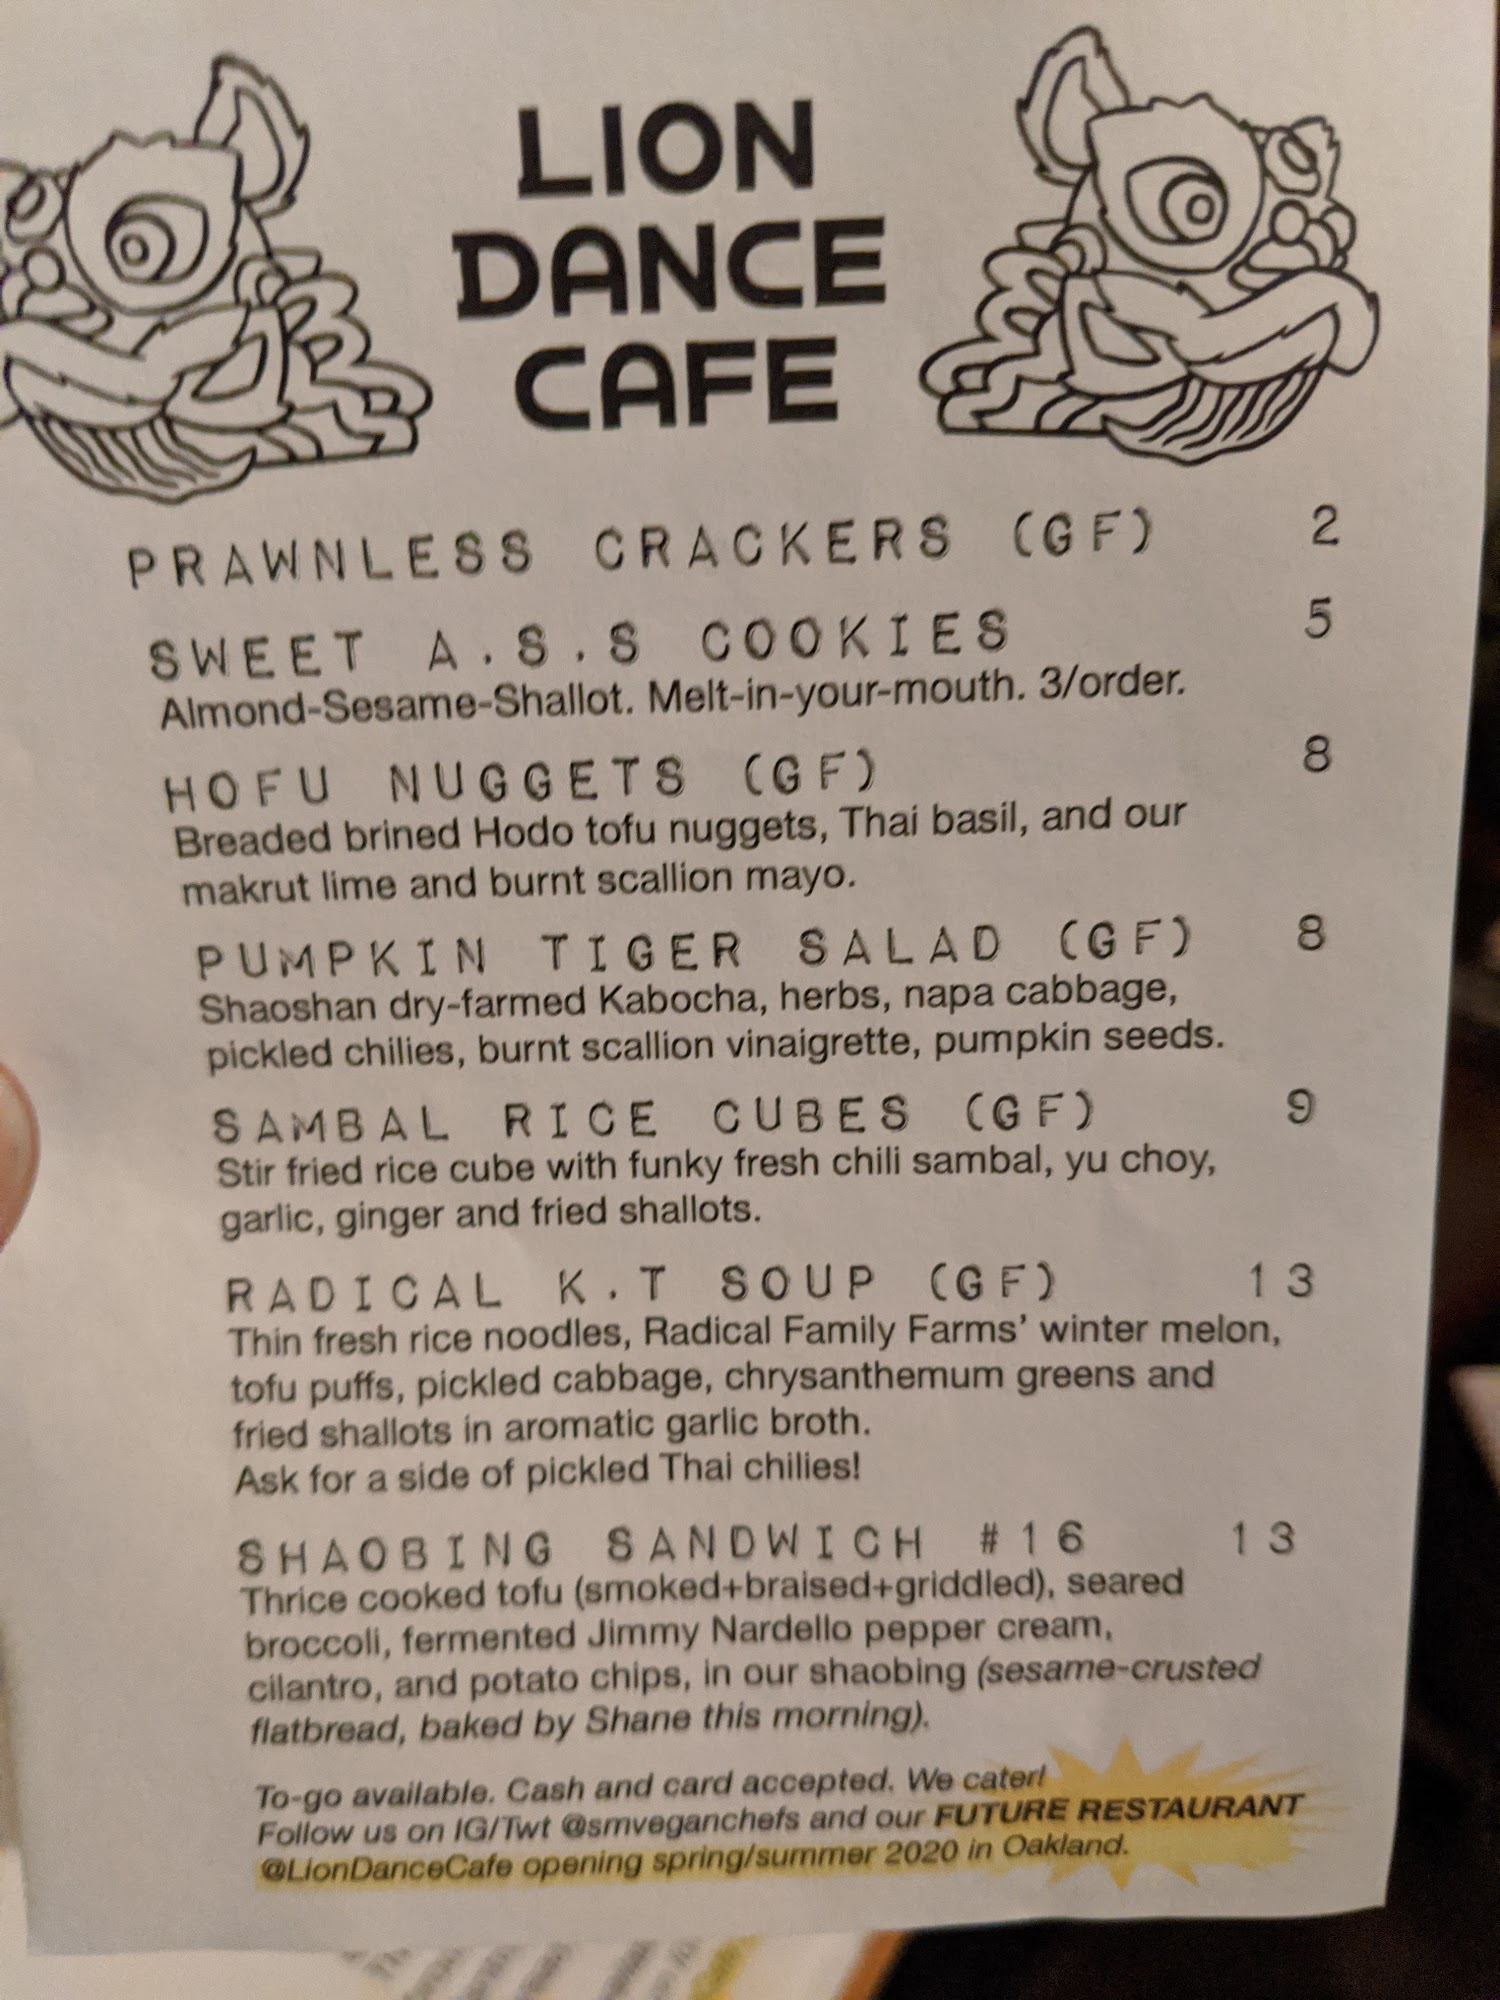 LION
DANCE
CAFE
PRAWNLESS CRACKERS (GF) 2
SWEET A.S.S COOKIES 5
Almond-Sesame-Shallot. Melt-in-your-mouth. 3/order.
HOFU NUGGETS (GF) 8
Breaded brined Hodo tofu nuggets, Thai basil, and our
makrut lime and burnt scallion mayo.
PUMPKIN TIGER SALAD (GF) 8
Shaoshan dry-farmed Kabocha, herbs, napa cabbage,
pickled chilies, burnt scallion vinaigrette, pumpkin seeds.
SAMBAL RICE CUBES (GF) 9
Stir fried rice cube with funky fresh chili sambal, yu choy,
garlic, ginger and fried shallots.
RADICAL K.T SOUP (GF) 13
Thin fresh rice noodles, Radical Family Farms' winter melon,
tofu puffs, pickled cabbage, chrysanthemum greens and
fried shallots in aromatic garlic broth.
Ask for a side of pickled Thai chilies!
SHAOBING SANDWICH #16 13
Thrice cooked tofu (smoked+braised+griddled), seared
broccoli, fermented Jimmy Nardello pepper cream,
cilantro, and potato chips, in our shaobing (sesame-crusted
flatbread, baked by Shane this morning).
To-go available. Cash and card accepted. We cater!
Follow us on IG/Twt @smveganchefs and our FUTURE RESTAURANT
@LionDanceCafe opening spring/summer 2020 in Oakland.